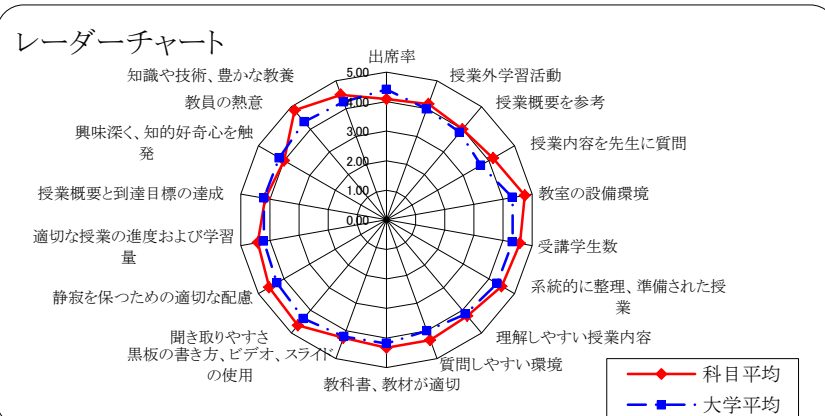 レーダーチャート
出席率
授業外学習活動
授業概要を参考
授業内容を先生に質問
教室の設備環境
受講学生数
系統的に整理、準備された授
業
理解しやすい授業内容
質問しやすい環境
教科書、教材が適切
黒板の書き方、ビデオ、スライド
の使用
聞き取りやすさ
静寂を保つための適切な配慮
適切な授業の進度および学習
量
授業概要と到達目標の達成
興味深く、知的好奇心を触
発
教員の熱意
知識や技術、豊かな教養
5.00
4.00
3.00
2.00
1.00
0.00
科目平均
大学平均